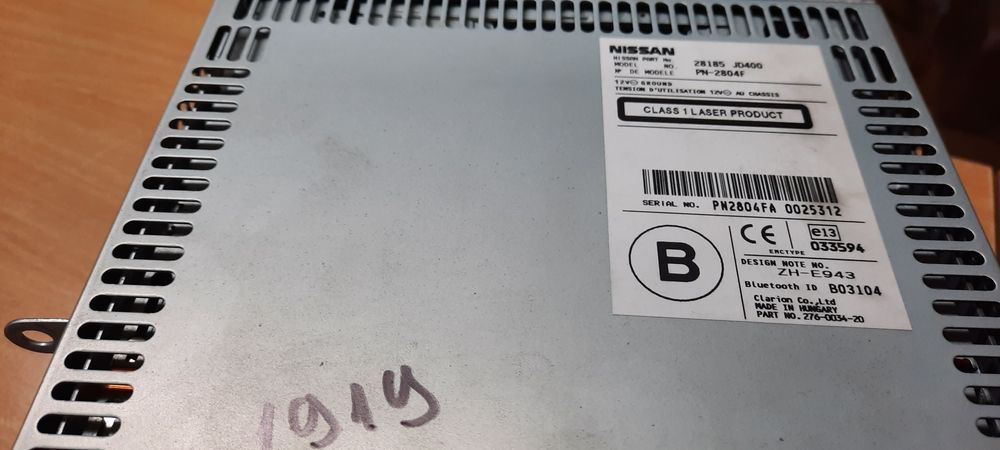 NISSAN
NISSAN PART No. 28185 JD400
MODEL NO.
Nº DE MODELE PN-2804F
12V⊖ GROUND
TENSION D'UTILISATION 12V⊖ AU CHASSIS
CLASS 1 LASER PRODUCT
SERIAL NO. PN2804FA 0025312
B
CE e13
EMCTYPE 033594
DESIGN NOTE NO.
ZH-E943
Bluetooth ID B03104
Clarion Co.,Ltd
MADE IN HUNGARY
PART NO. 276-0034-20
1919